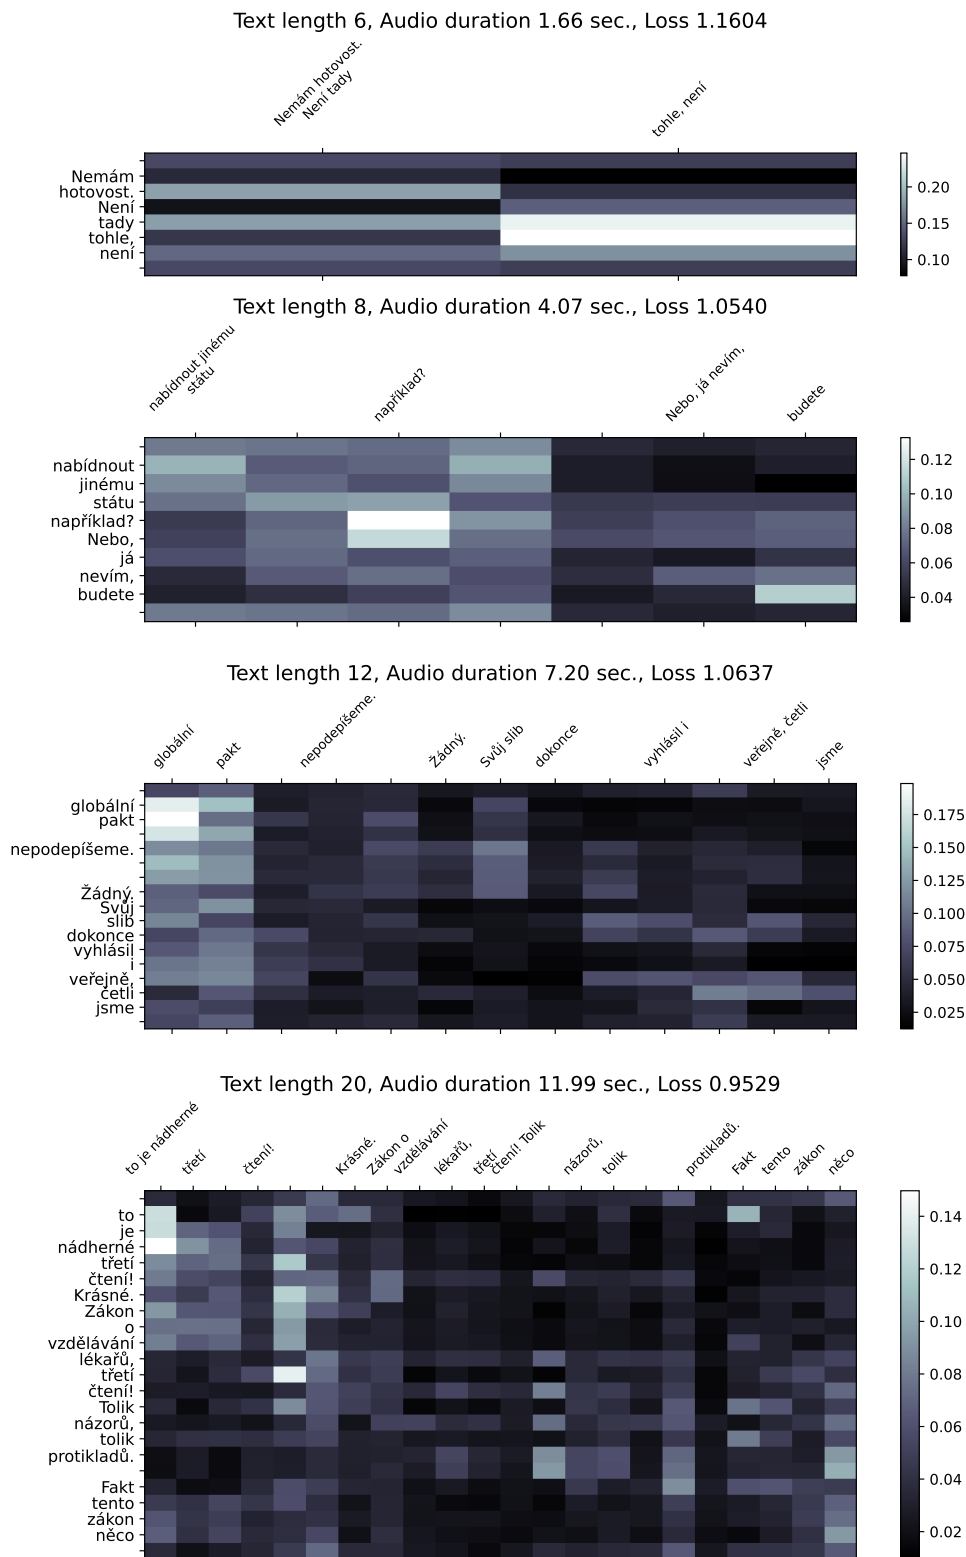 Text length 6, Audio duration 1.66 sec., Loss 1.1604
Nemám hotovost.
Není tady
tohle, není
Nemám
hotovost.
Není
tady
tohle,
není
0.20
0.15
0.10
Text length 8, Audio duration 4.07 sec., Loss 1.0540
nabídnout jinému
státu
například?
Nebo, já nevím,
budete
nabídnout
jinému
státu
například?
Nebo,
já
nevím,
budete
0.12
0.10
0.08
0.06
0.04
Text length 12, Audio duration 7.20 sec., Loss 1.0637
globální
pakt
nepodepíšeme.
Žádný.
Svůj slib
dokonce
vyhlásil i
veřejně, četli
jsme
globální
pakt
nepodepíšeme.
Žádný.
Svůj
slib
dokonce
vyhlásil
i
veřejně,
četli
jsme
0.175
0.150
0.125
0.100
0.075
0.050
0.025
Text length 20, Audio duration 11.99 sec., Loss 0.9529
to je nádherné
třetí
čtení!
Krásné.
Zákon o
vzdělávání
lékařů,
třetí
čtení! Tolik
názorů,
tolik
protikladů.
Fakt
tento
zákon
něco
to
je
nádherné
třetí
čtení!
Krásné.
Zákon
o
vzdělávání
lékařů,
třetí
čtení!
Tolik
názorů,
tolik
protikladů.
Fakt
tento
zákon
něco
0.14
0.12
0.10
0.08
0.06
0.04
0.02